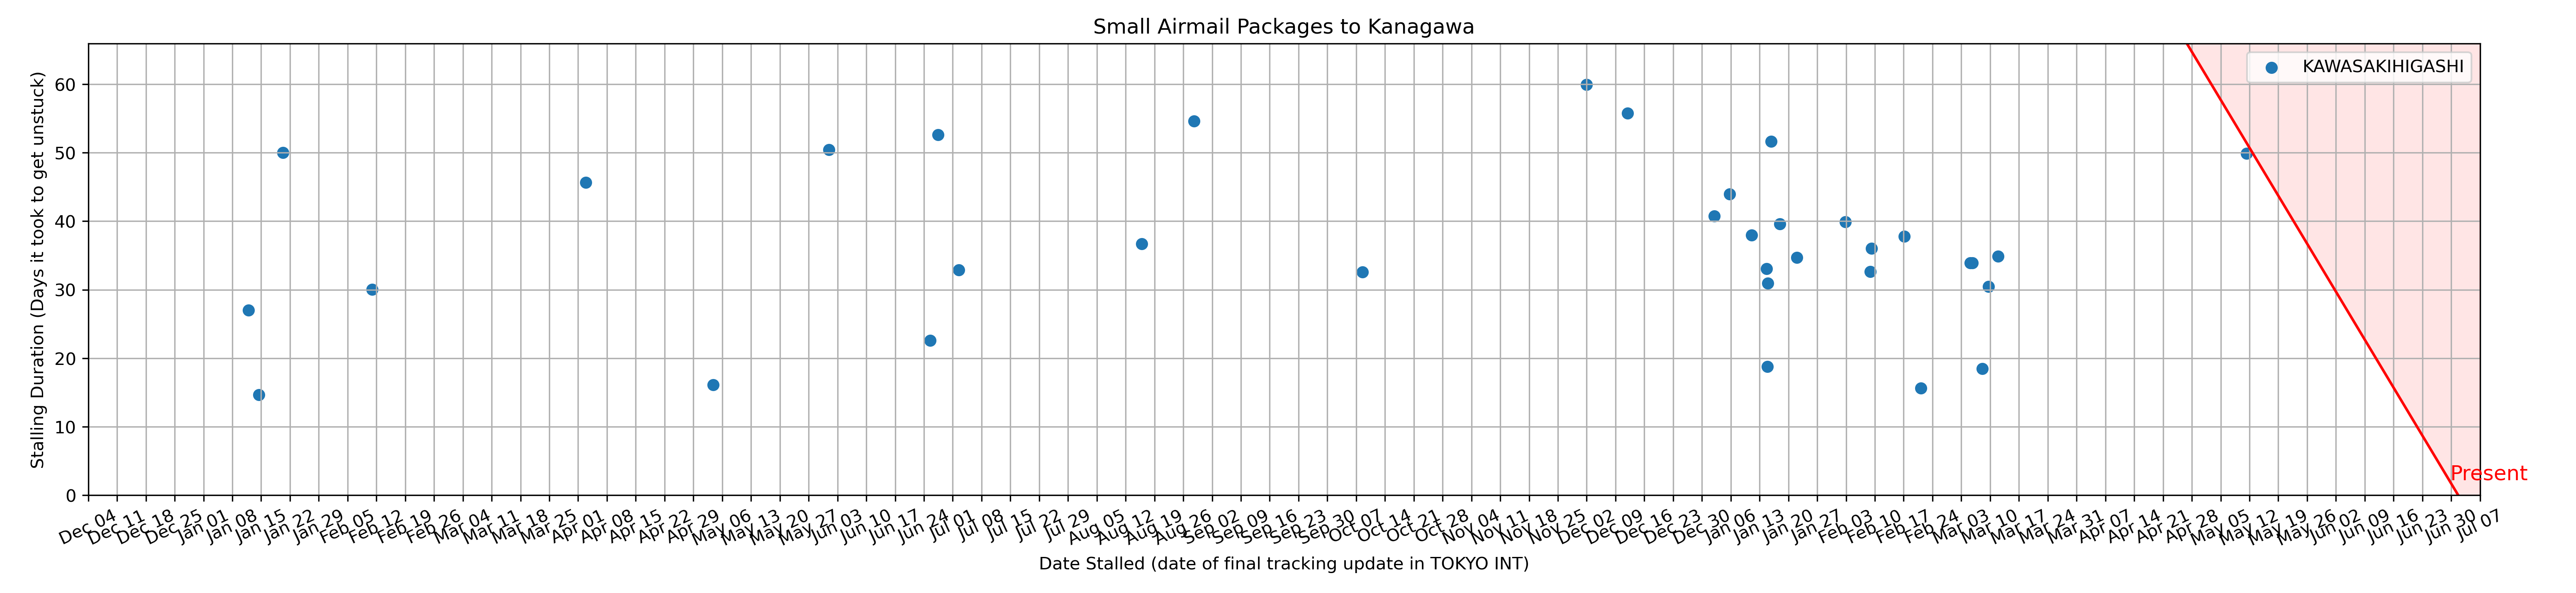 Small Airmail Packages to Kanagawa
KAWASAKIHIGASHI
Stalling Duration (Days it took to get unstuck)
60
50
40
30
20
10
0
Present
Dec 04
Dec 11
Dec 18
Dec 25
Jan 01
Jan 08
Jan 15
Jan 22
Jan 29
Feb 05
Feb 12
Feb 19
Feb 26
Mar 04
Mar 11
Mar 18
Mar 25
Apr 01
Apr 08
Apr 15
Apr 22
Apr 29
May 06
May 13
May 20
May 27
Jun 03
Jun 10
Jun 17
Jun 24
Jul 01
Jul 08
Jul 15
Jul 22
Jul 29
Aug 05
Aug 12
Aug 19
Aug 26
Sep 02
Sep 09
Sep 16
Sep 23
Sep 30
Oct 07
Oct 14
Oct 21
Oct 28
Nov 04
Nov 11
Nov 18
Nov 25
Dec 02
Dec 09
Dec 16
Dec 23
Dec 30
Jan 06
Jan 13
Jan 20
Jan 27
Feb 03
Feb 10
Feb 17
Feb 24
Mar 03
Mar 10
Mar 17
Mar 24
Mar 31
Apr 07
Apr 14
Apr 21
Apr 28
May 05
May 12
May 19
May 26
Jun 02
Jun 09
Jun 16
Jun 23
Jun 30
Jul 07
Date Stalled (date of final tracking update in TOKYO INT)